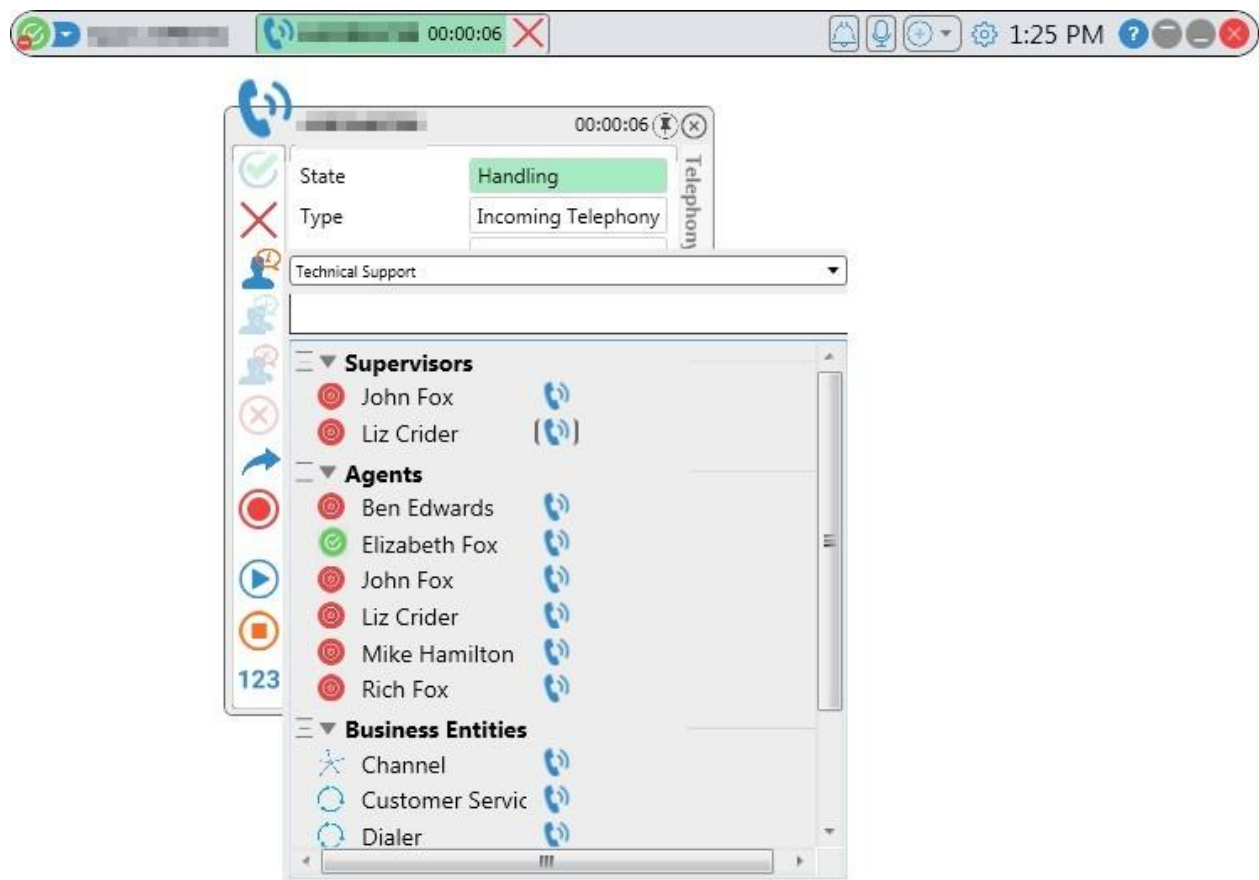 00:00:06
1:25 PM
?
00:00:06
State Handling
Type Incoming Telephony
Telephony
Technical Support
Supervisors
John Fox
Liz Crider
Agents
Ben Edwards
Elizabeth Fox
John Fox
Liz Crider
Mike Hamilton
Rich Fox
123
Business Entities
Channel
Customer Servic
Dialer